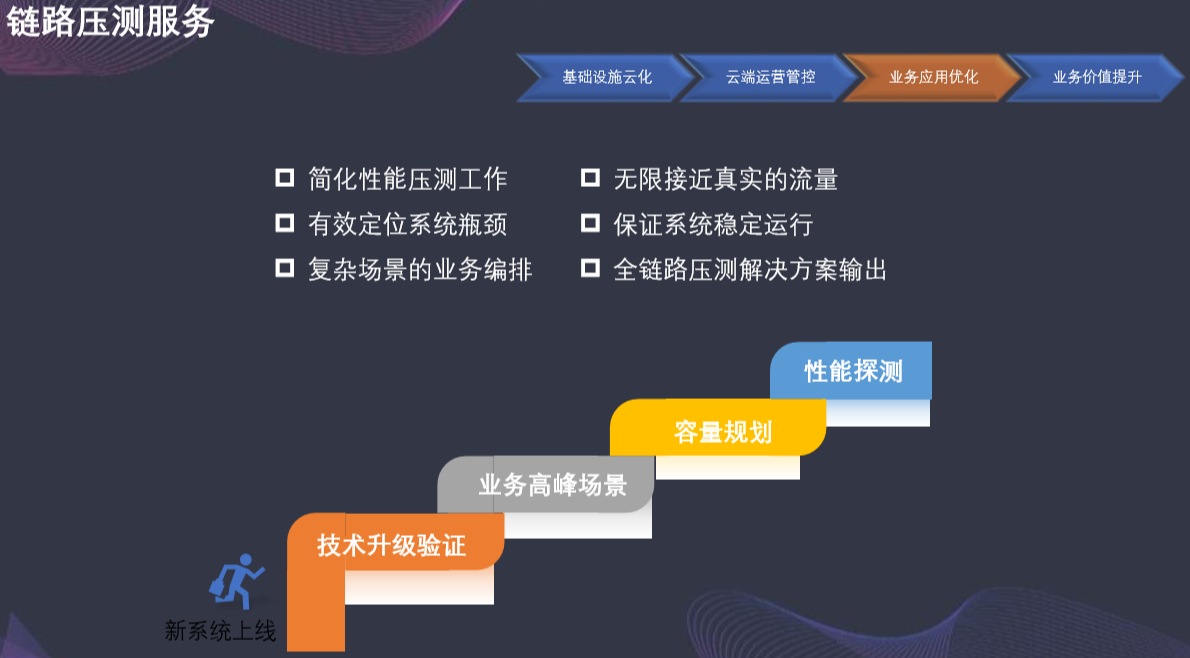 链路压测服务
基础设施云化
云端运营管控
业务应用优化
业务价值提升
简化性能压测工作
有效定位系统瓶颈
复杂场景的业务编排
无限接近真实的流量
保证系统稳定运行
全链路压测解决方案输出
性能探测
容量规划
业务高峰场景
技术升级验证
新系统上线